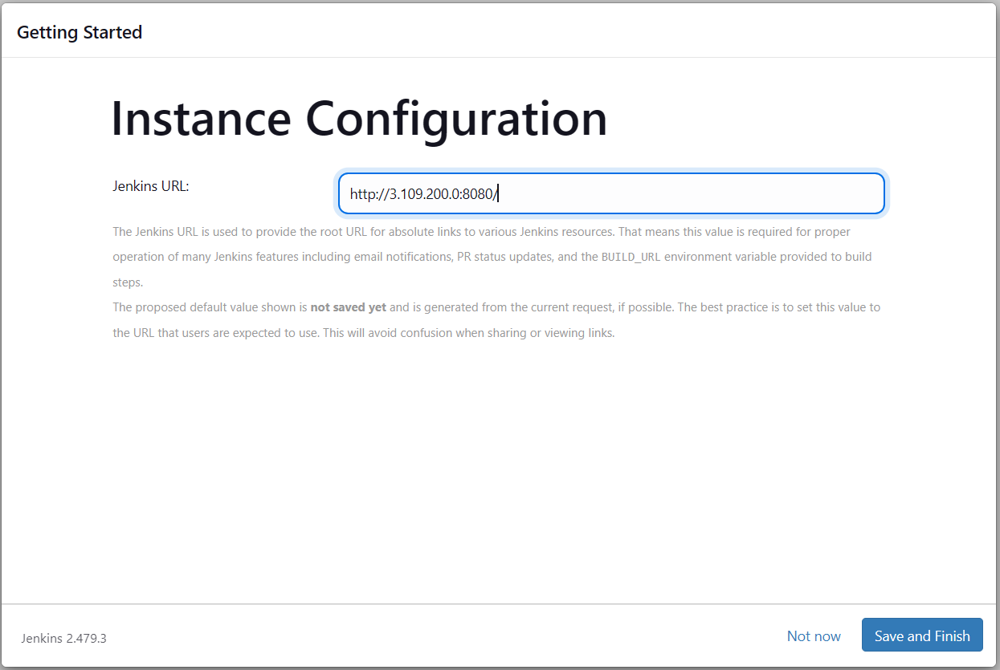 Getting Started
Instance Configuration
Jenkins URL:
http://3.109.200.0:8080/
The Jenkins URL is used to provide the root URL for absolute links to various Jenkins resources. That means this value is required for proper
operation of many Jenkins features including email notifications, PR status updates, and the BUILD_URL environment variable provided to build
steps.
The proposed default value shown is not saved yet and is generated from the current request, if possible. The best practice is to set this value to
the URL that users are expected to use. This will avoid confusion when sharing or viewing links.
Jenkins 2.479.3
Not now
Save and Finish